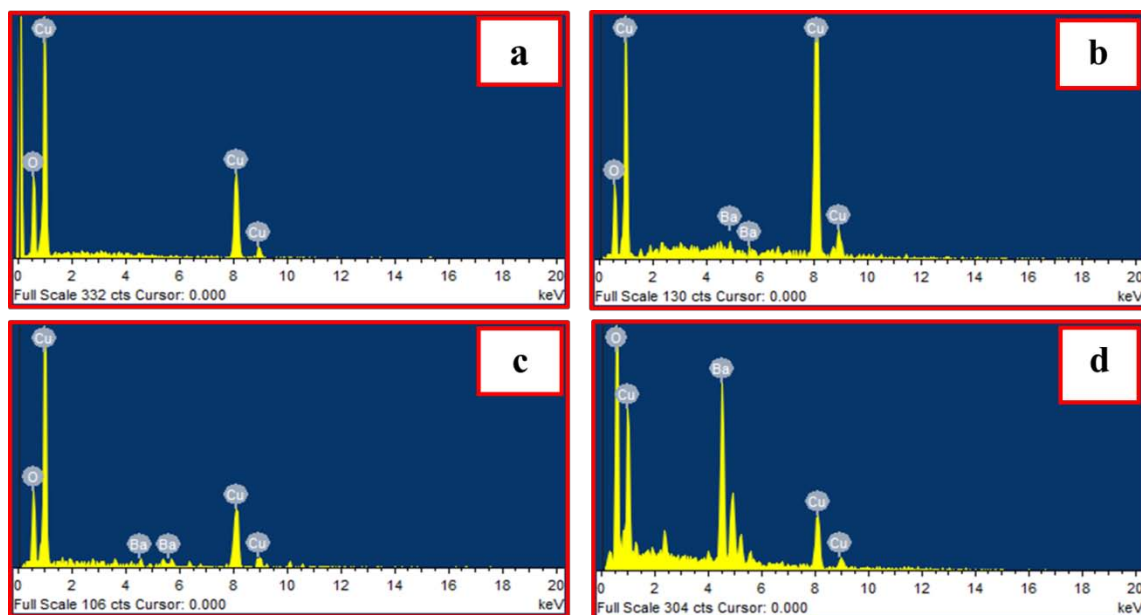 a
Cu
O
Cu
Cu
0 2 4 6 8 10 12 14 16 18 20
Full Scale 332 cts Cursor: 0.000 keV
b
Cu Cu
O
Ba
Ba
Cu
0 2 4 6 8 10 12 14 16 18 20
Full Scale 130 cts Cursor: 0.000 keV
c
Cu
O
Ba Ba
Cu
Cu
0 2 4 6 8 10 12 14 16 18 20
Full Scale 106 cts Cursor: 0.000 keV
d
O
Cu
Ba
Cu
Cu
0 2 4 6 8 10 12 14 16 18 20
Full Scale 304 cts Cursor: 0.000 keV